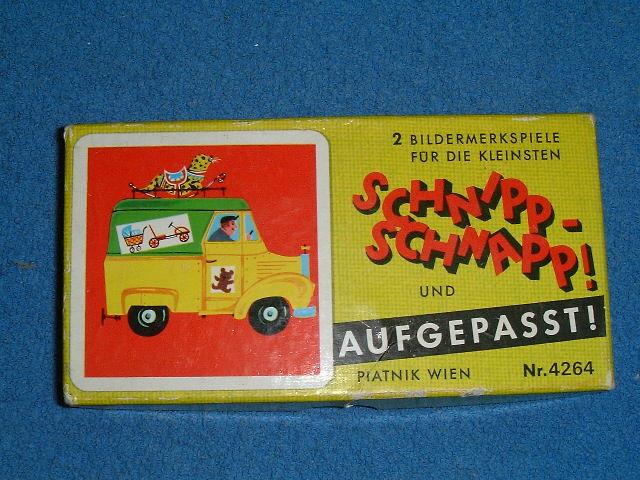 2 BILDERMERKSPIELE
FÜR DIE KLEINSTEN
SCHNIPP-
SCHNAPP!
UND
AUFGEPASST!
PIATNIK WIEN Nr.4264